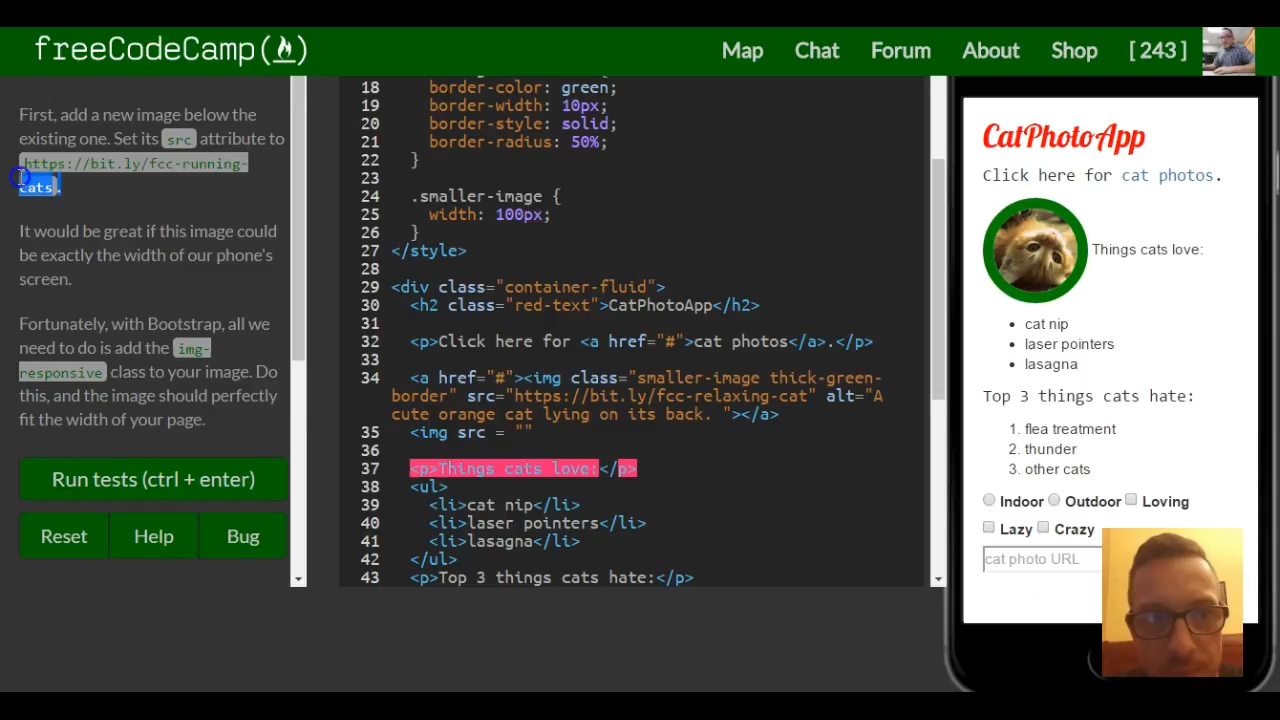 freeCodeCamp(🔥)
Map Chat Forum About Shop [ 243 ]
First, add a new image below the
existing one. Set its src attribute to
https://bit.ly/fcc-running-
cats.
It would be great if this image could
be exactly the width of our phone's
screen.
Fortunately, with Bootstrap, all we
need to do is add the img-
responsive class to your image. Do
this, and the image should perfectly
fit the width of your page.
Run tests (ctrl + enter)
Reset Help Bug
18 border-color: green;
19 border-width: 10px;
20 border-style: solid;
21 border-radius: 50%;
22 }
23
24 .smaller-image {
25 width: 100px;
26 }
27 </style>
28
29 <div class="container-fluid">
30 <h2 class="red-text">CatPhotoApp</h2>
31
32 <p>Click here for <a href="#">cat photos</a>.</p>
33
34 <a href="#"><img class="smaller-image thick-green-
border" src="https://bit.ly/fcc-relaxing-cat" alt="A
cute orange cat lying on its back. "></a>
35 <img src = ""
36
37 <p>Things cats love:</p>
38 <ul>
39 <li>cat nip</li>
40 <li>laser pointers</li>
41 <li>lasagna</li>
42 </ul>
43 <p>Top 3 things cats hate:</p>
CatPhotoApp
Click here for cat photos.
Things cats love:
• cat nip
• laser pointers
• lasagna
Top 3 things cats hate:
1. flea treatment
2. thunder
3. other cats
Indoor Outdoor Loving
Lazy Crazy
cat photo URL